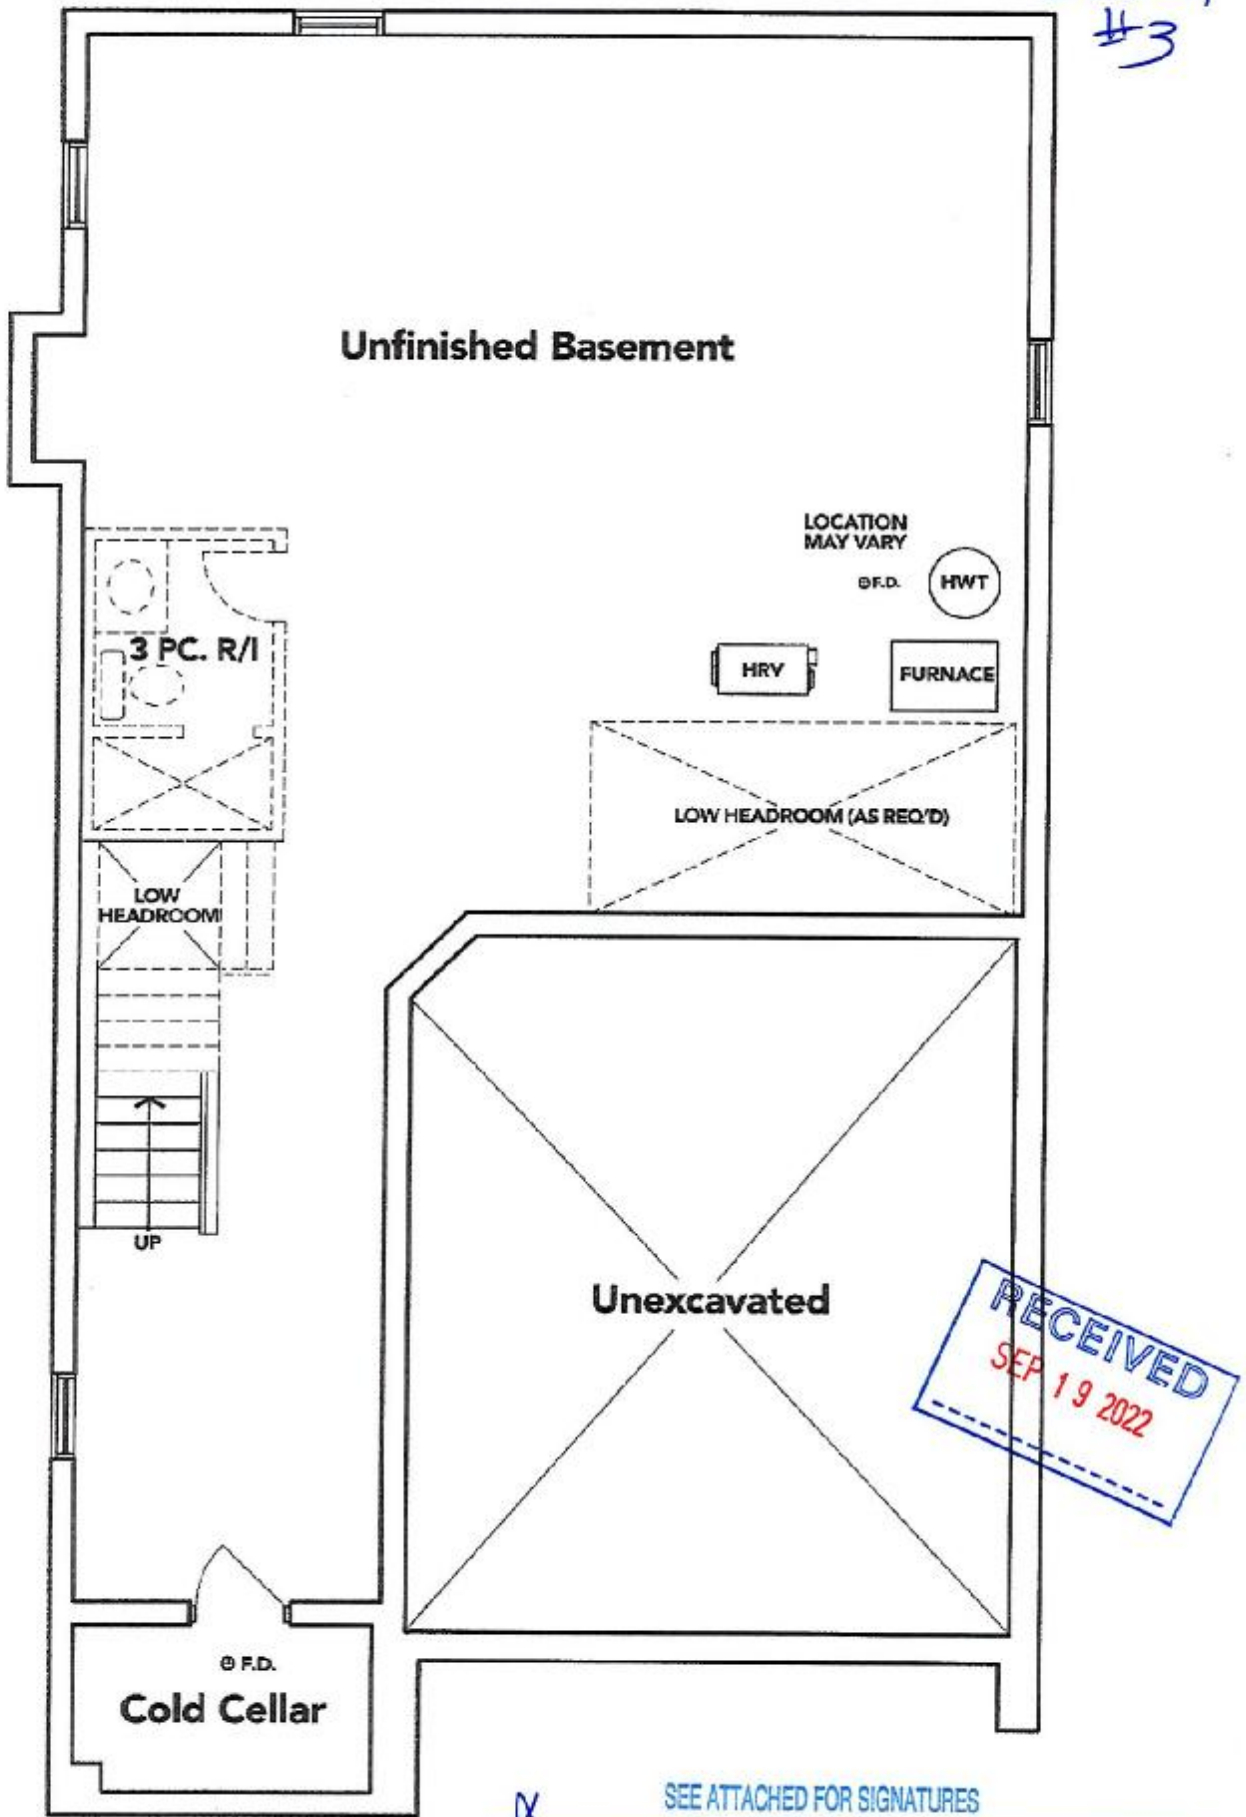 #3
Unfinished Basement
LOCATION
MAY VARY
F.D.
HWT
3 PC. R/I
HRV
FURNACE
LOW HEADROOM (AS REQ'D)
LOW
HEADROOM
UP
Unexcavated
RECEIVED
SEP 19 2022
F.D.
Cold Cellar
SEE ATTACHED FOR SIGNATURES